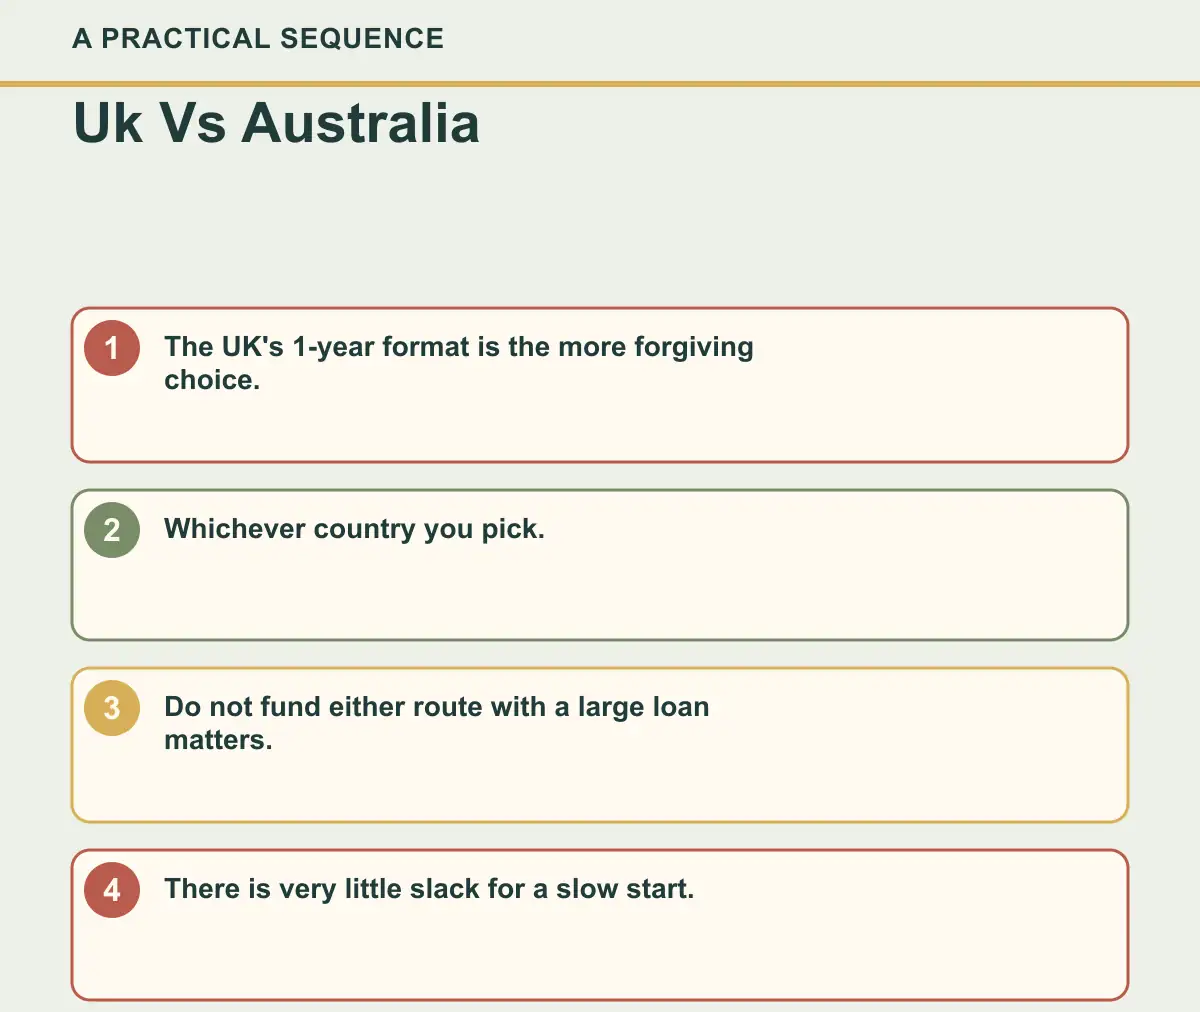 A PRACTICAL SEQUENCE
Uk Vs Australia
1
The UK's 1-year format is the more forgiving
choice.
2
Whichever country you pick.
3
Do not fund either route with a large loan
matters.
4
There is very little slack for a slow start.